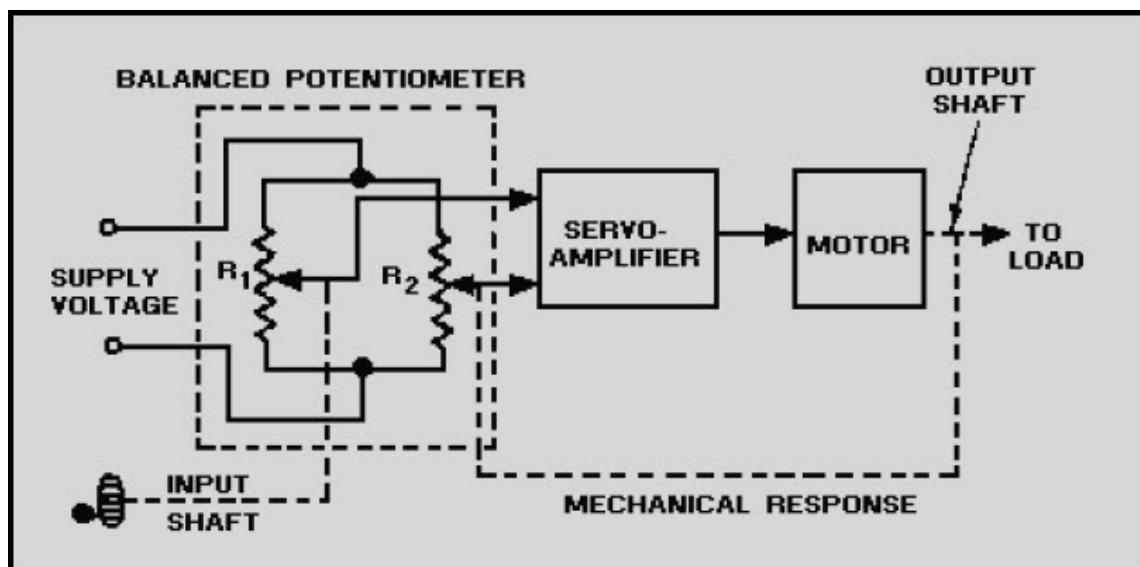 BALANCED POTENTIOMETER
OUTPUT
SHAFT
SERVO-
AMPLIFIER
MOTOR
TO
LOAD
SUPPLY
VOLTAGE
R1
R2
INPUT
SHAFT
MECHANICAL RESPONSE